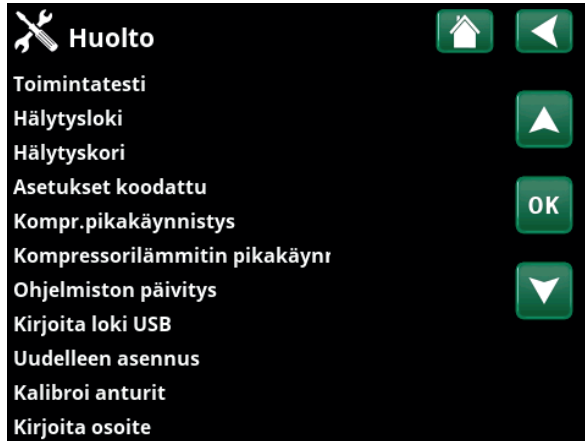 Huolto
Toimintatesti
Hälytysloki
Hälytyskori
Asetukset koodattu
Kompr.pikakäynnistys
OK
Kompressorilämmitin pikakäynr
Ohjelmiston päivitys
Kirjoita loki USB
Uudelleen asennus
Kalibroi anturit
Kirjoita osoite